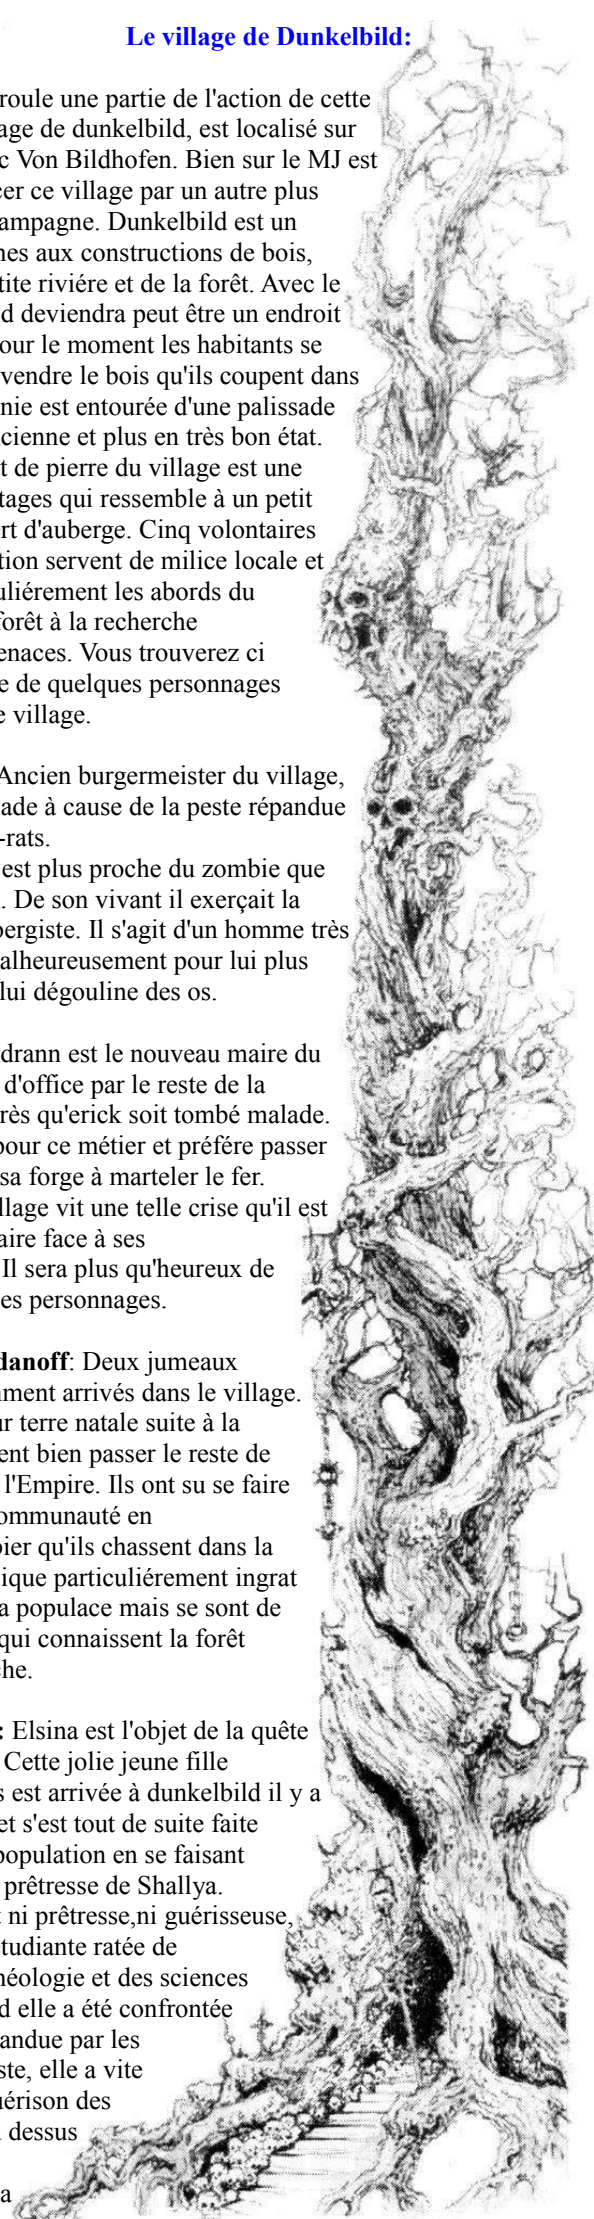 Le village de Dunkelbild:
roule une partie de l'action de cette
age de dunkelbild, est localisé sur
c Von Bildhofen. Bien sur le MJ est
cer ce village par un autre plus
ampagne. Dunkelbild est un
nes aux constructions de bois,
tite riviére et de la forêt. Avec le
d deviendra peut être un endroit
our le moment les habitants se
vendre le bois qu'ils coupent dans
nie est entourée d'une palissade
cienne et plus en très bon état.
t de pierre du village est une
tages qui ressemble à un petit
rt d'auberge. Cinq volontaires
tion servent de milice locale et
uliérement les abords du
forêt à la recherche
enaces. Vous trouverez ci
e de quelques personnages
e village.
Ancien burgermeister du village,
ade à cause de la peste répandue
-rats.
est plus proche du zombie que
. De son vivant il exerçait la
bergiste. Il s'agit d'un homme très
alheureusement pour lui plus
lui dégouline des os.
drann est le nouveau maire du
d'office par le reste de la
rès qu'erick soit tombé malade.
pour ce métier et préfére passer
sa forge à marteler le fer.
llage vit une telle crise qu'il est
aire face à ses
Il sera plus qu'heureux de
es personnages.
danoff: Deux jumeaux
ment arrivés dans le village.
ur terre natale suite à la
ent bien passer le reste de
l'Empire. Ils ont su se faire
ommunauté en
bier qu'ils chassent dans la
ique particuliérement ingrat
a populace mais se sont de
qui connaissent la forêt
che.
: Elsina est l'objet de la quête
Cette jolie jeune fille
s est arrivée à dunkelbild il y a
et s'est tout de suite faite
population en se faisant
prêtresse de Shallya.
t ni prêtresse,ni guérisseuse,
tudiante ratée de
héologie et des sciences
d elle a été confrontée
andue par les
ste, elle a vite
uérison des
dessus
a